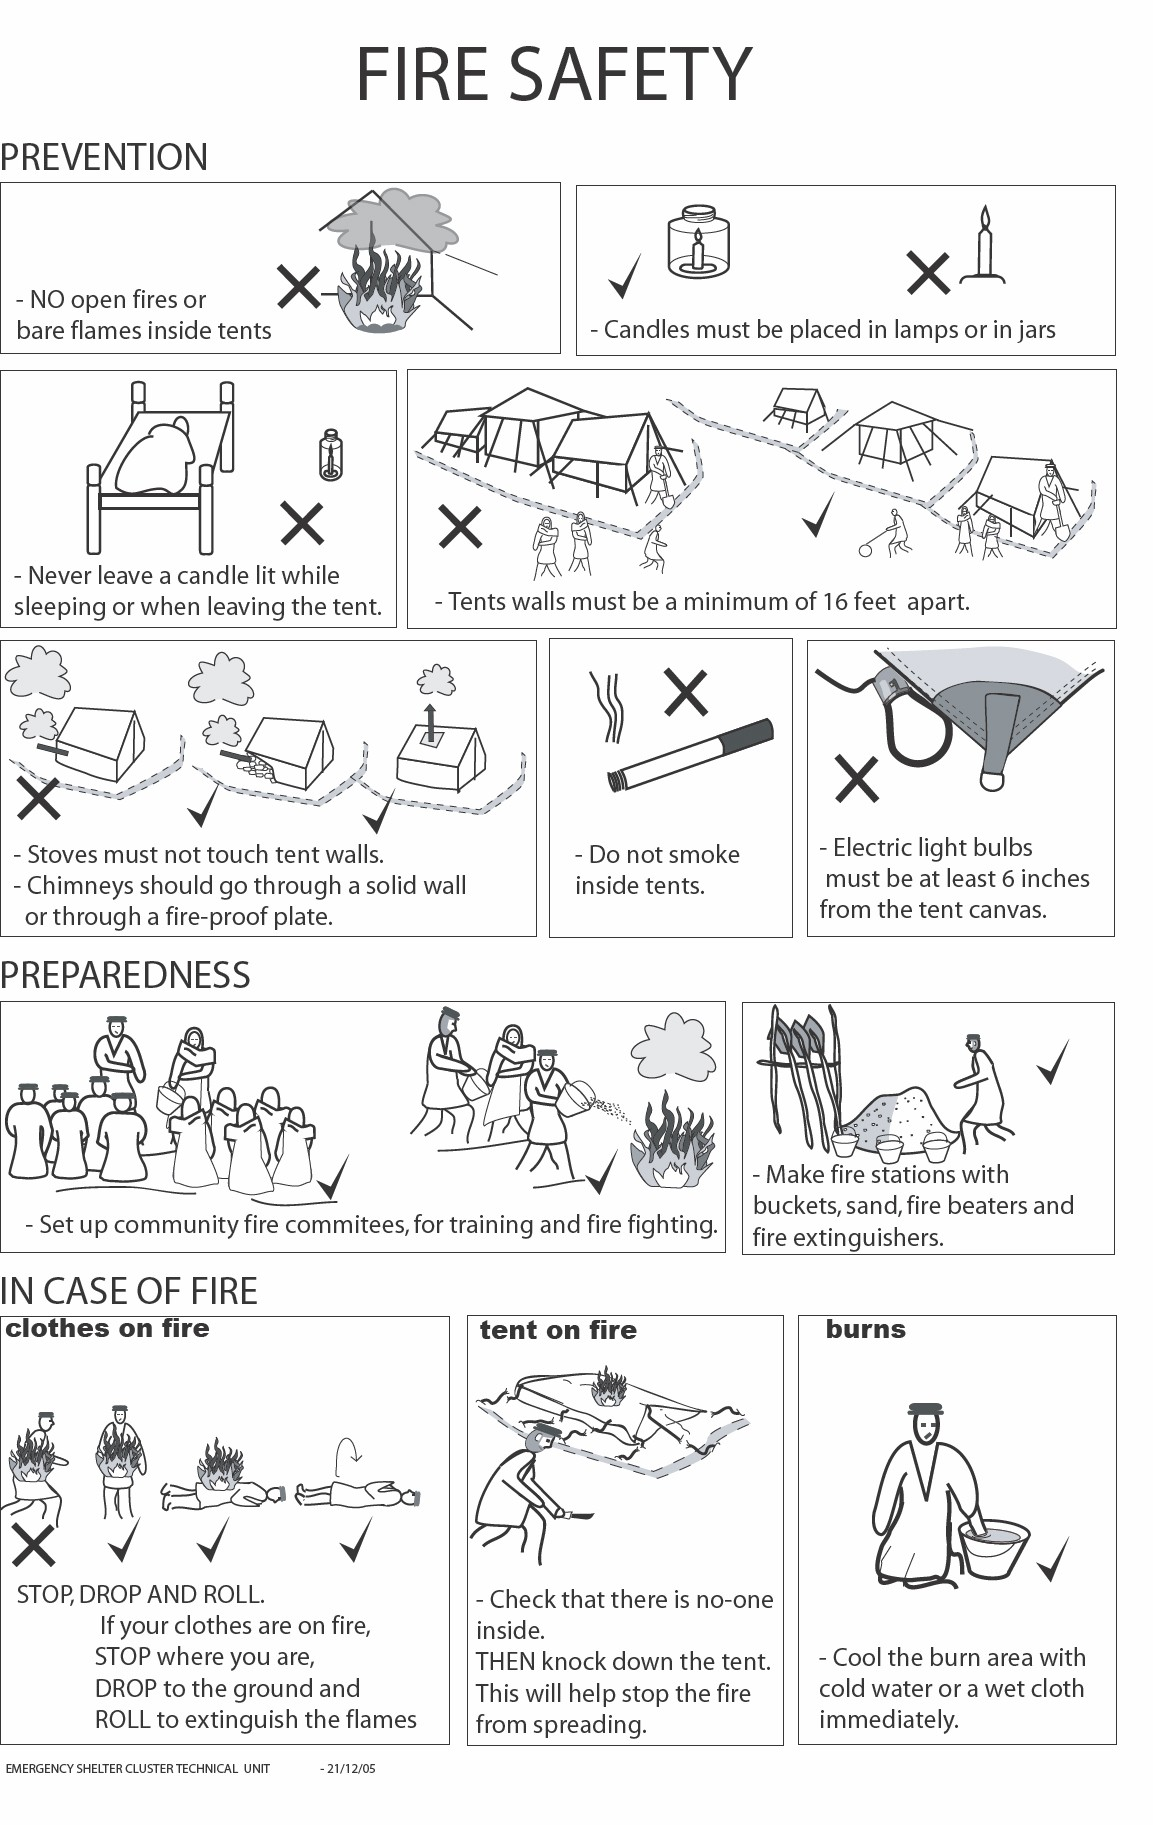 FIRE SAFETY
PREVENTION
- NO open fires or
bare flames inside tents
- Candles must be placed in lamps or in jars
- Never leave a candle lit while
sleeping or when leaving the tent.
- Tents walls must be a minimum of 16 feet apart.
- Stoves must not touch tent walls.
- Chimneys should go through a solid wall
or through a fire-proof plate.
- Do not smoke
inside tents.
- Electric light bulbs
must be at least 6 inches
from the tent canvas.
PREPAREDNESS
- Set up community fire commitees, for training and fire fighting.
- Make fire stations with
buckets, sand, fire beaters and
fire extinguishers.
IN CASE OF FIRE
clothes on fire
STOP, DROP AND ROLL.
If your clothes are on fire,
STOP where you are,
DROP to the ground and
ROLL to extinguish the flames
tent on fire
- Check that there is no-one
inside.
THEN knock down the tent.
This will help stop the fire
from spreading.
burns
- Cool the burn area with
cold water or a wet cloth
immediately.
EMERGENCY SHELTER CLUSTER TECHNICAL UNIT - 21/12/05